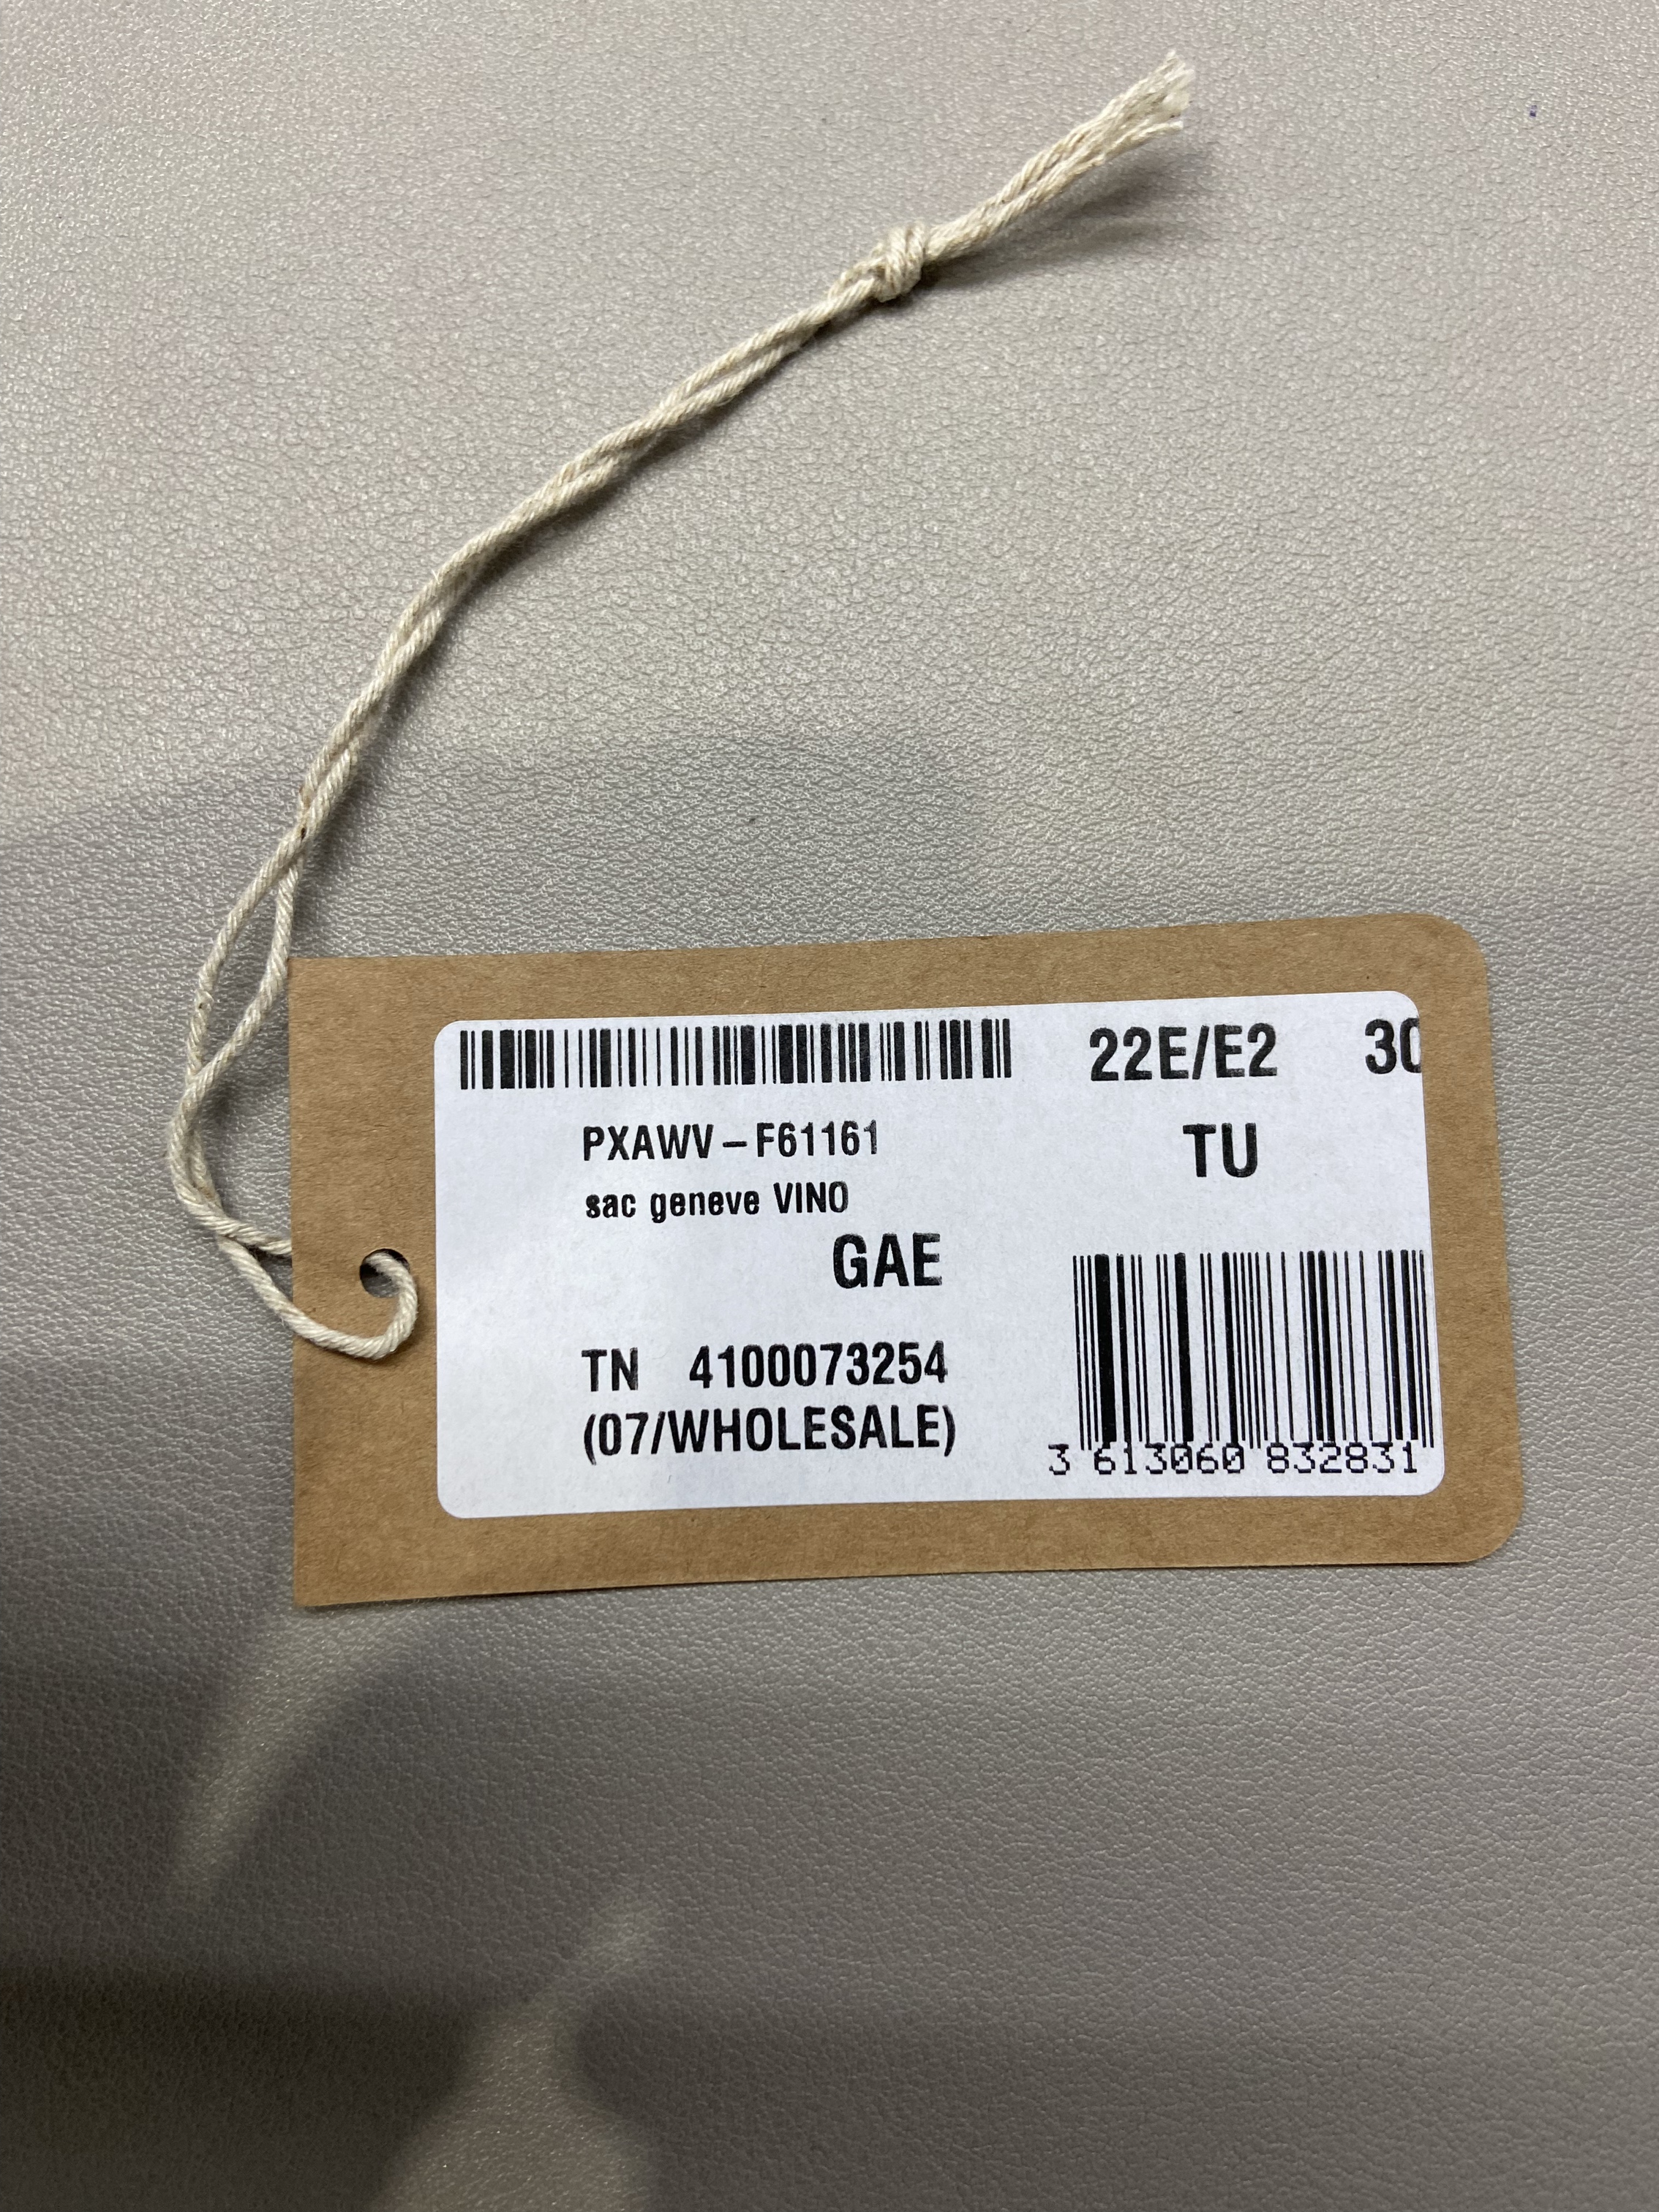 22E/E2 30
PXAWV-F61161
TU
sac geneve VINO
GAE
TN 4100073254
(07/WHOLESALE)
3 613060 832831